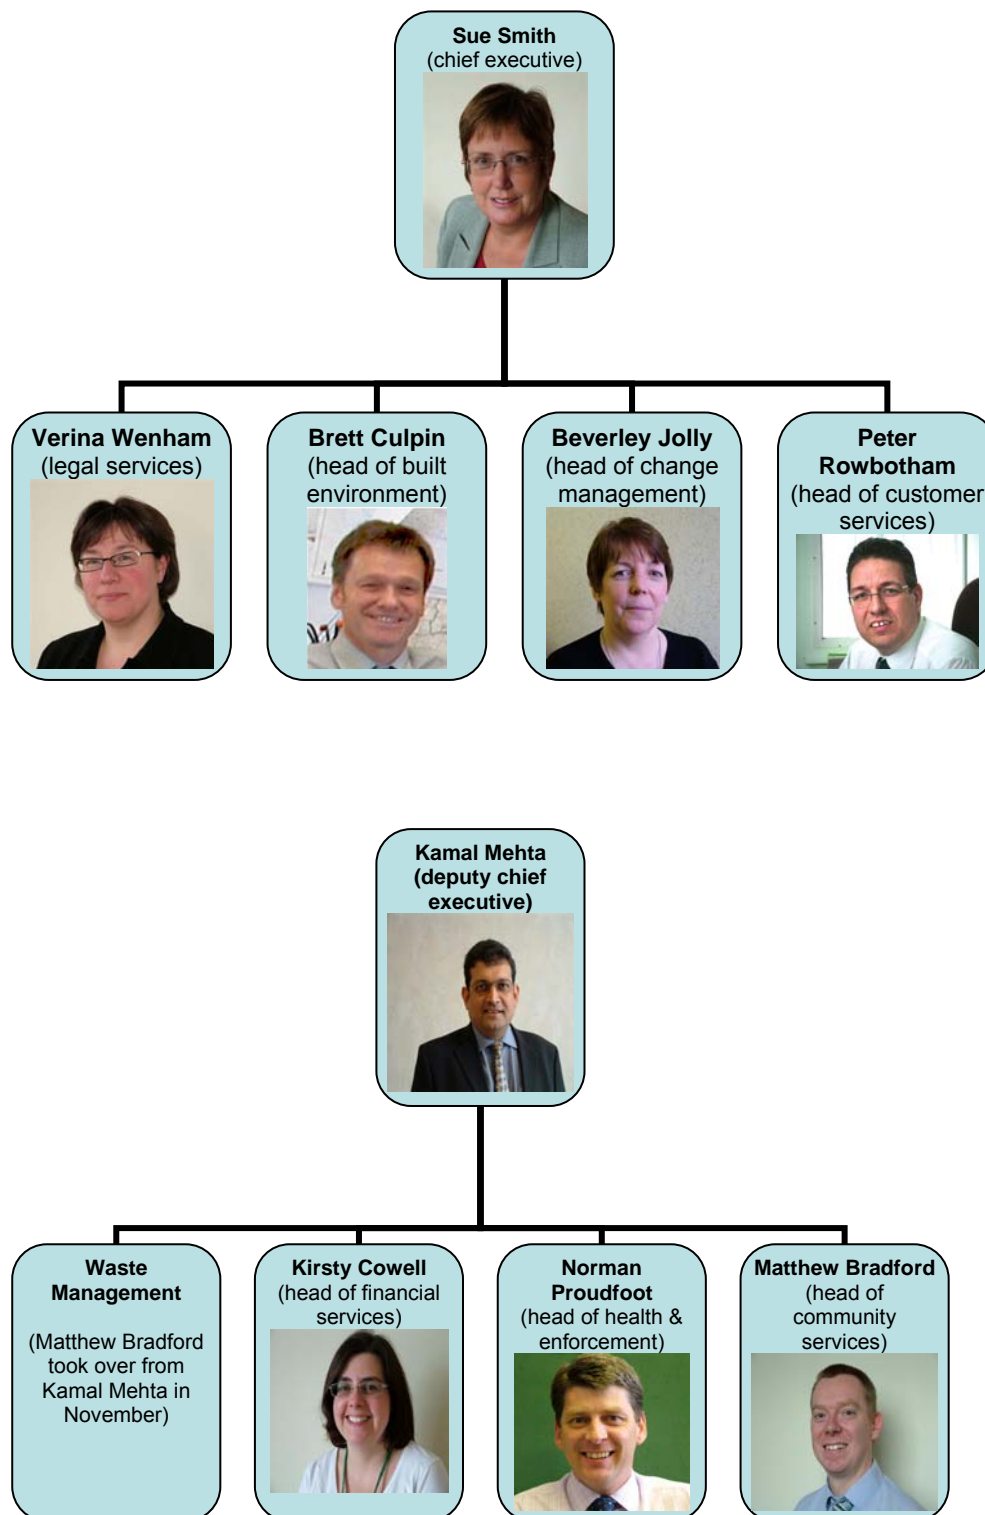 Sue Smith
(chief executive)
Verina Wenham
(legal services)
Brett Culpin
(head of built
environment)
Beverley Jolly
(head of change
management)
Peter
Rowbotham
(head of customer
services)
Kamal Mehta
(deputy chief
executive)
Waste
Management
(Matthew Bradford
took over from
Kamal Mehta in
November)
Kirsty Cowell
(head of financial
services)
Norman
Proudfoot
(head of health &
enforcement)
Matthew Bradford
(head of
community
services)